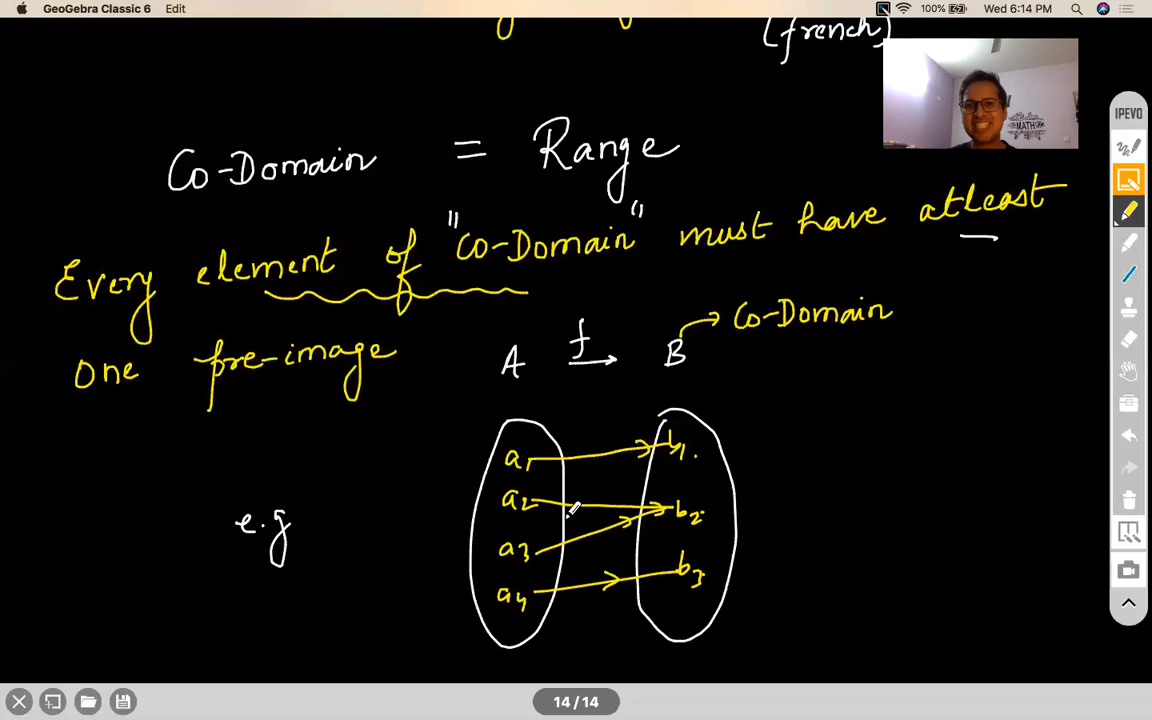 GeoGebra Classic 6 Edit 100% Wed 6:14 PM
(french)
IPEVO
MATH
Co-Domain = Range
Every element of "Co-Domain" must have atleast
one pre-image
A f B Co-Domain
a1 b1.
a2 b2.
a3
a4 b3
e.g
14 / 14